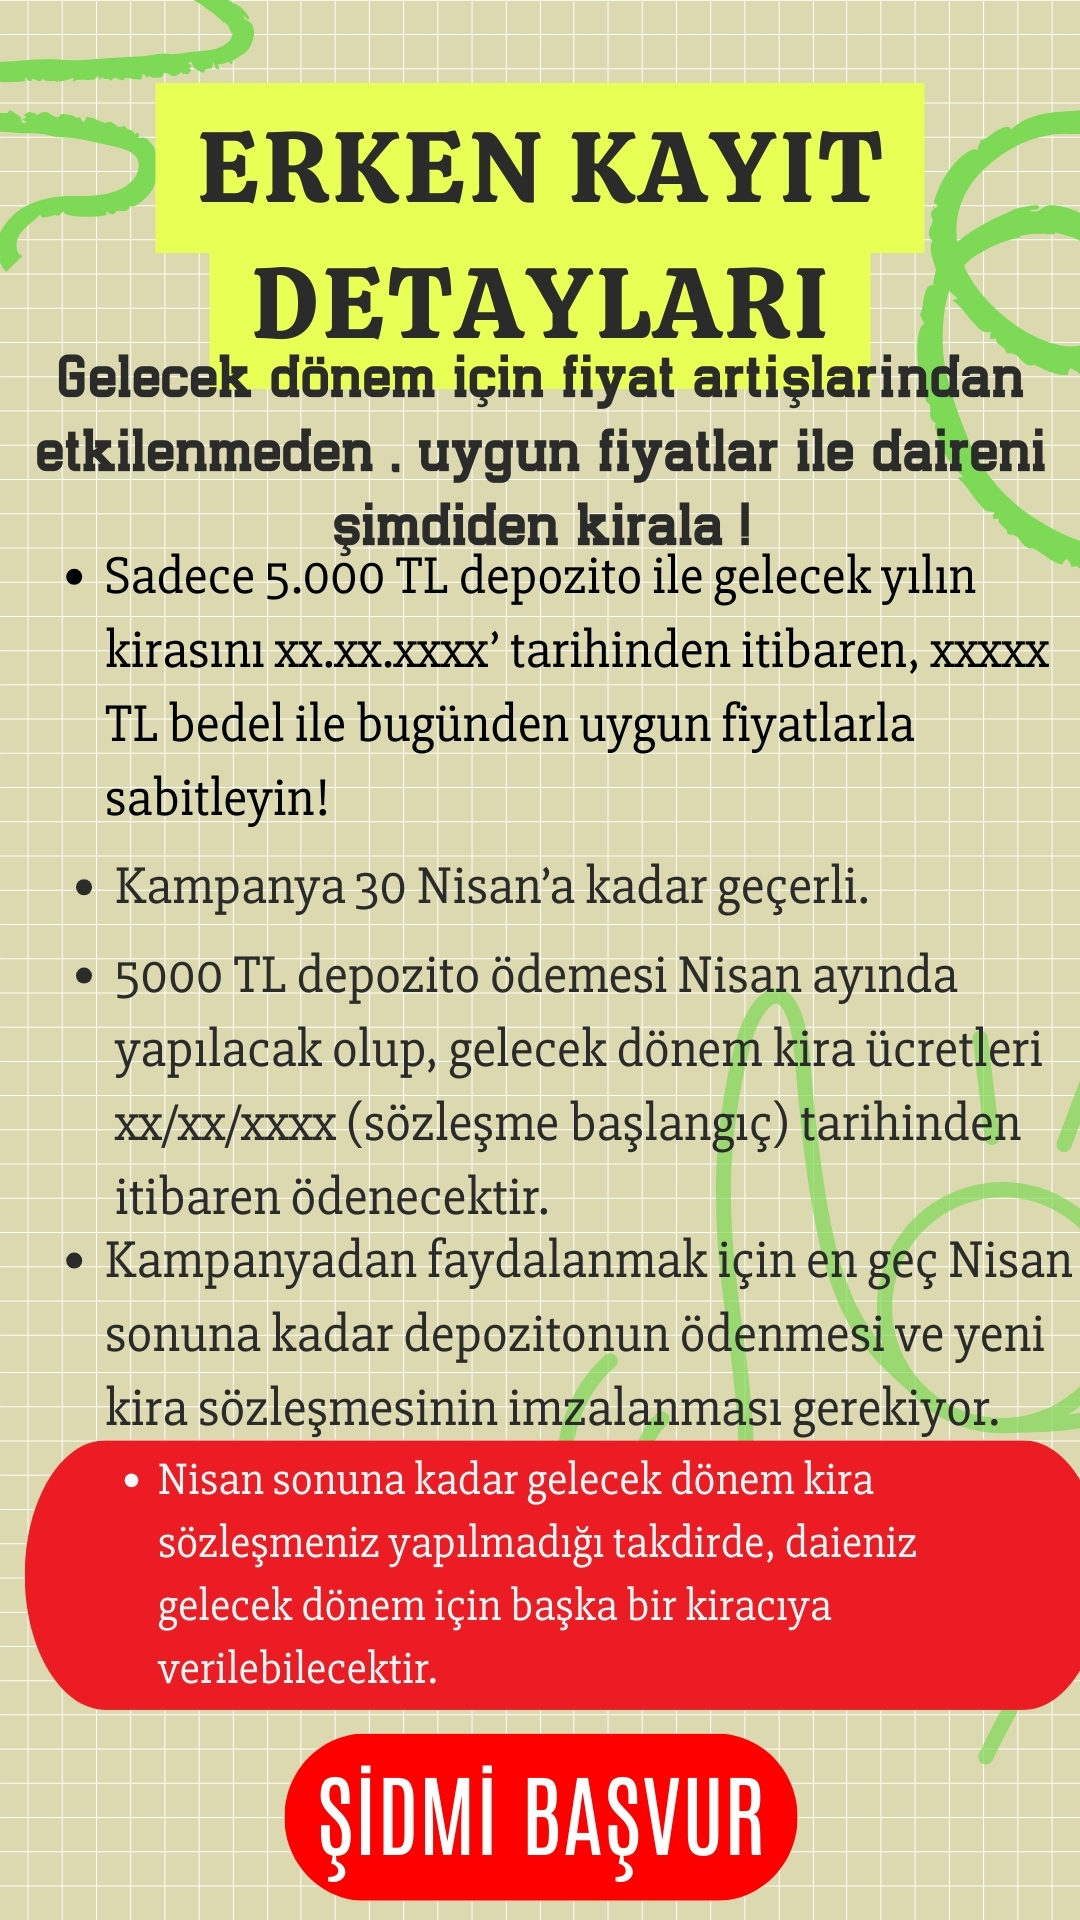 ERKEN KAYIT
DETAYLARI
Gelecek dönem için fiyat artişlarindan
etkilenmeden . uygun fiyatlar ile daireni
şimdiden kirala !
• Sadece 5.000 TL depozito ile gelecek yılın
kirasını xx.xx.xxxx’ tarihinden itibaren, xxxxx
TL bedel ile bugünden uygun fiyatlarla
sabitleyin!
• Kampanya 30 Nisan’a kadar geçerli.
• 5000 TL depozito ödemesi Nisan ayında
yapılacak olup, gelecek dönem kira ücretleri
xx/xx/xxxx (sözleşme başlangıç) tarihinden
itibaren ödenecektir.
• Kampanyadan faydalanmak için en geç Nisan
sonuna kadar depozitonun ödenmesi ve yeni
kira sözleşmesinin imzalanması gerekiyor.
• Nisan sonuna kadar gelecek dönem kira
sözleşmeniz yapılmadığı takdirde, daieniz
gelecek dönem için başka bir kiracıya
verilebilecektir.
ŞİDMİ BAŞVUR